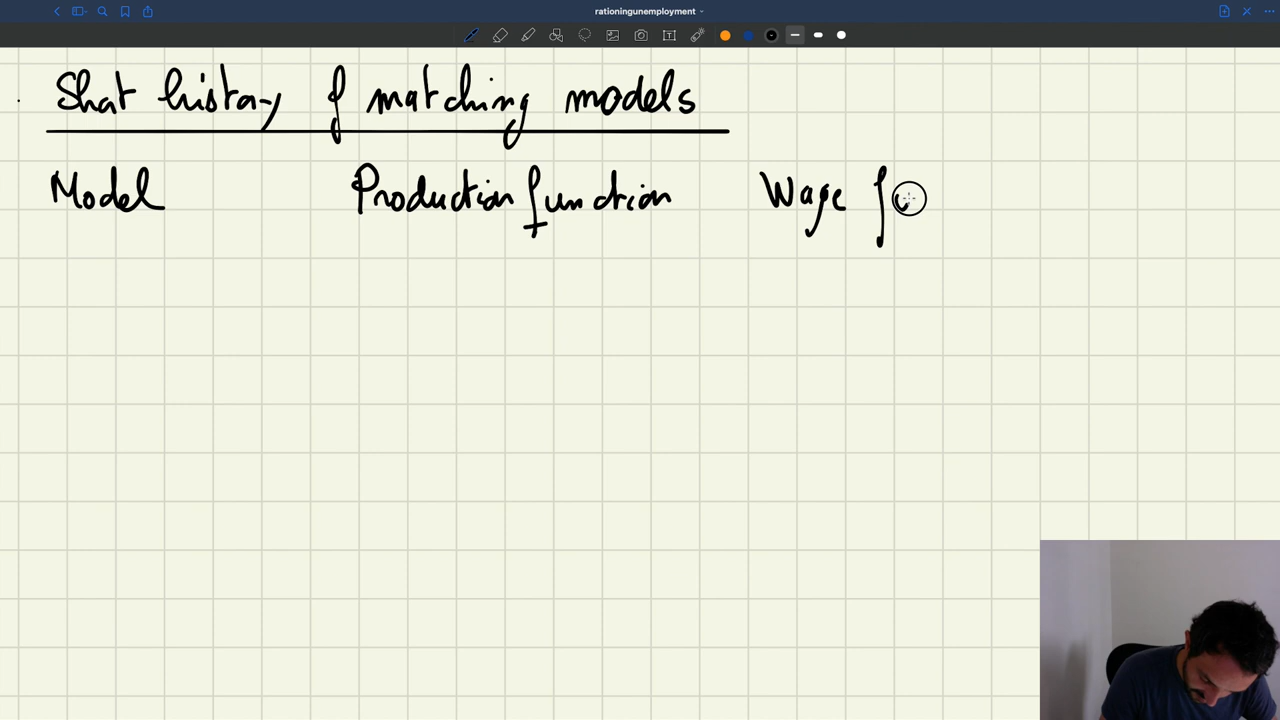 rationingunemployment
Short history of matching models
Model Production function Wage f